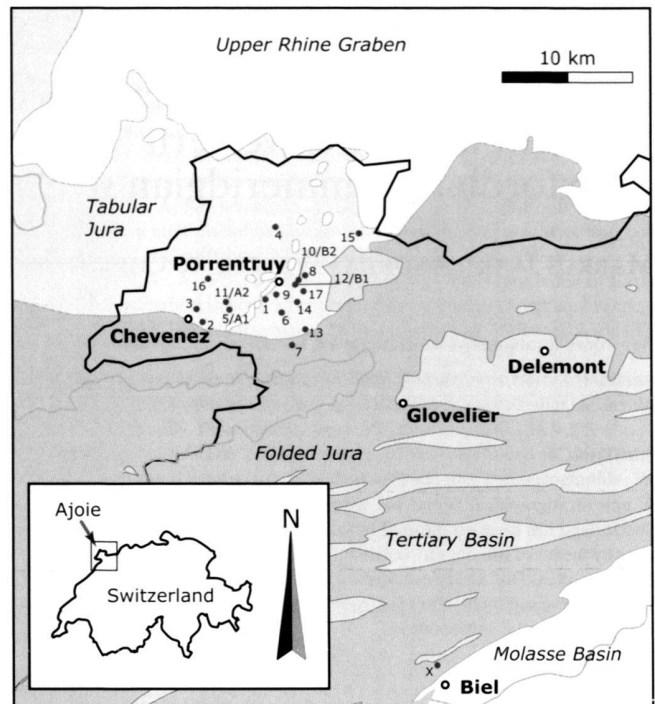 Upper Rhine Graben
10 km
Tabular
Jura
4
15
10/B2
Porrentruy
8
12/B1
16
11/A2
9
17
3
1
14
5/A1
6
2
13
Chevenez
7
Delemont
Glovelier
Folded Jura
Ajoie
N
Tertiary Basin
Switzerland
Molasse Basin
x
Biel